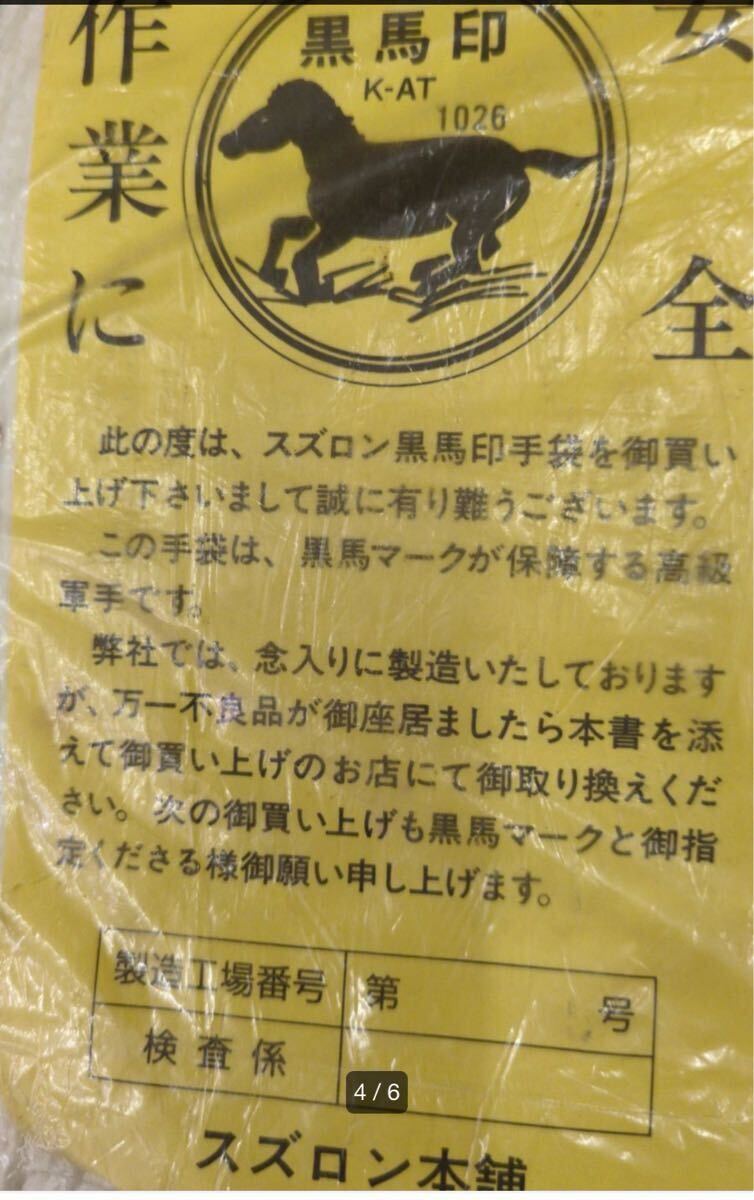 安全
作業に
黒馬印
K-AT
1026
此の度は、スズロン黒馬印手袋を御買い
上げ下さいまして誠に有り難うございます。
この手袋は、黒馬マークが保障する高級
軍手です。
弊社では、念入りに製造いたしております
が、万一不良品が御座居ましたら本書を添
えて御買い上げのお店にて御取り換えくだ
さい。次の御買い上げも黒馬マークと御指
定くださる様御願い申し上げます。
製造工場番号 第 号
検査係
4 / 6
スズロン本舗